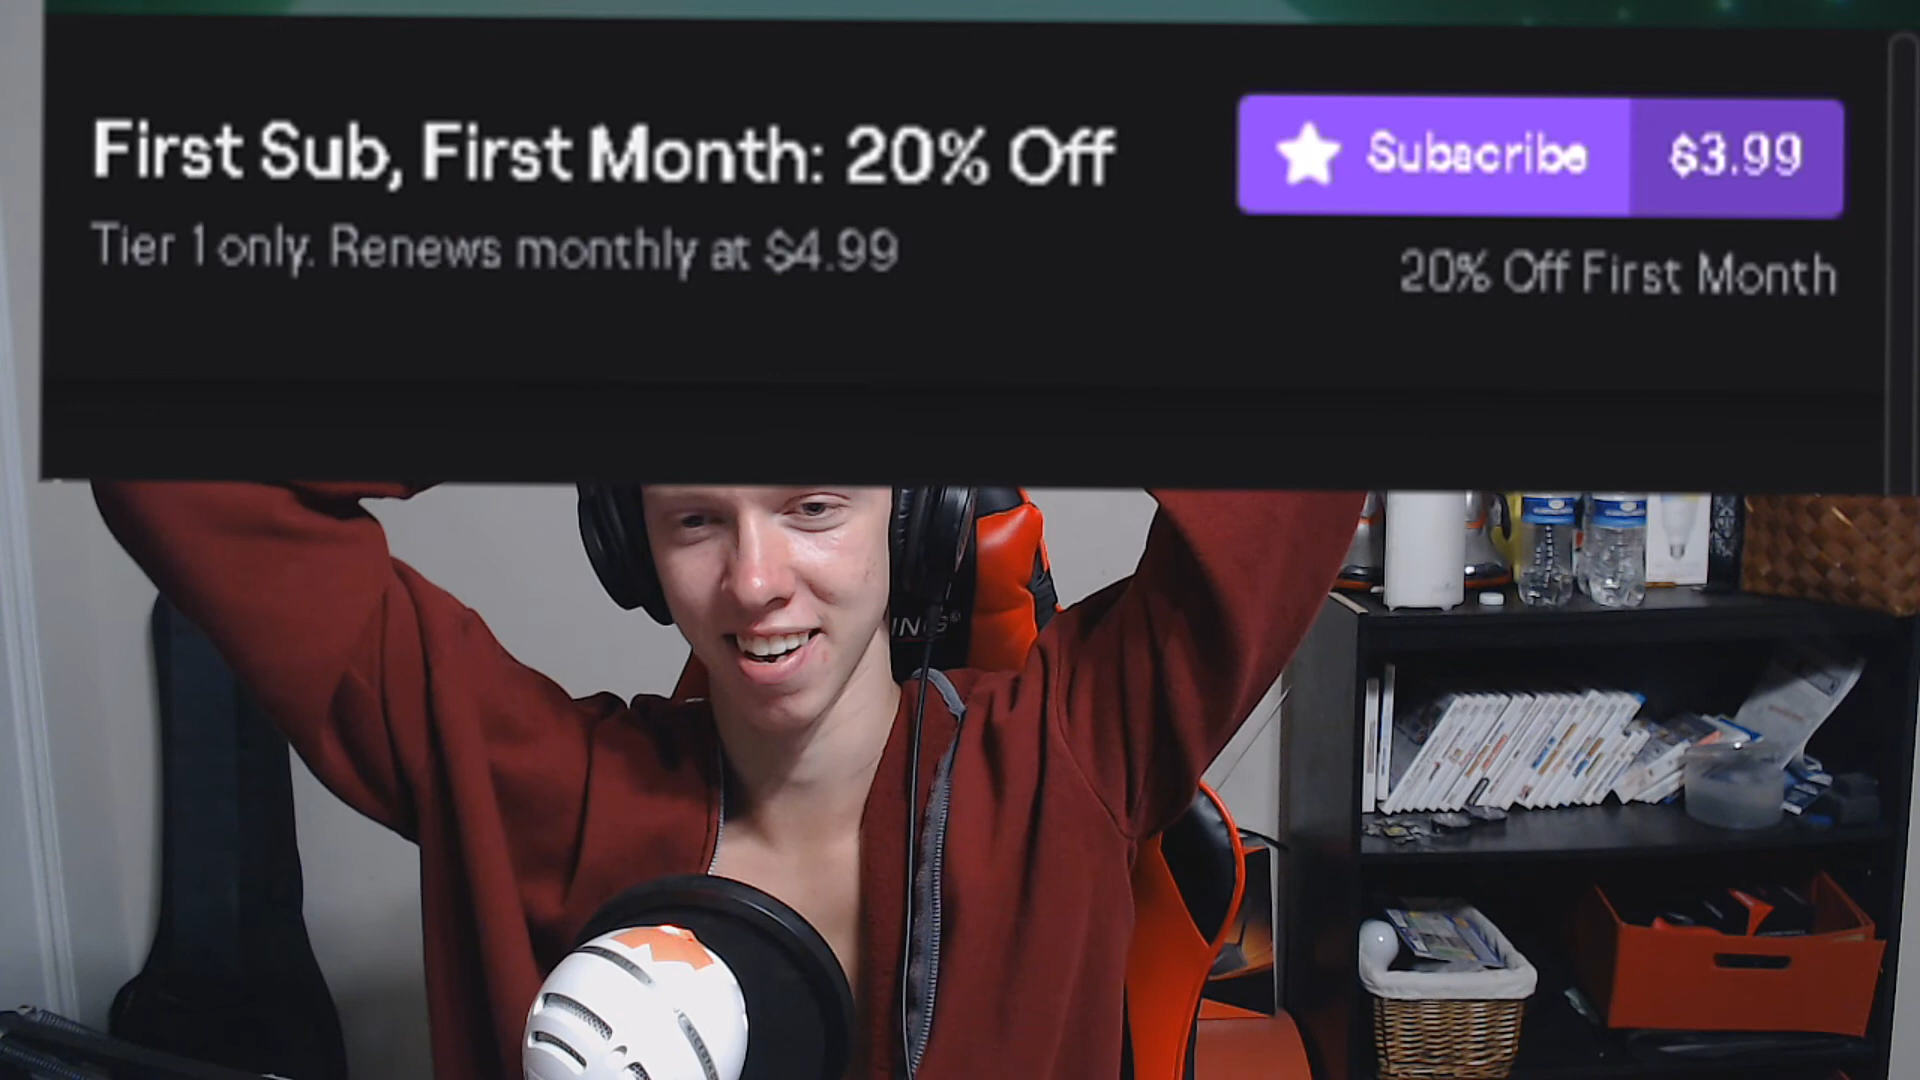 First Sub, First Month: 20% Off
Subscribe $3.99
Tier 1 only. Renews monthly at $4.99
20% Off First Month